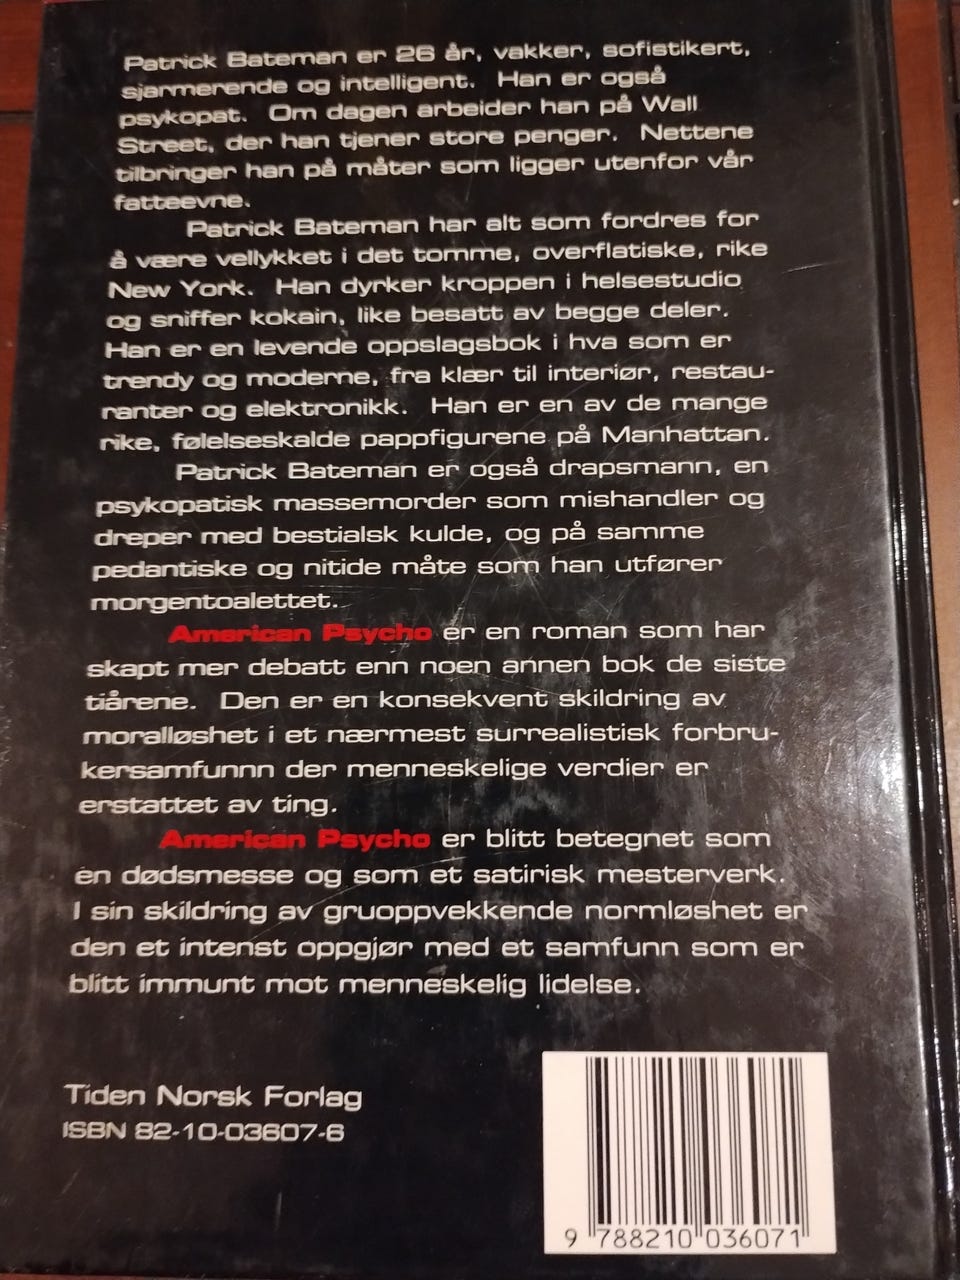 Patrick Bateman er 26 år, vakker, sofistikert,
sjarmerende og intelligent. Han er også
psykopat. Om dagen arbeider han på Wall
Street, der han tjener store penger. Nettene
tilbringer han på måter som ligger utenfor vår
fatteevne.
Patrick Bateman har alt som fordres for
å være vellykket i det tomme, overflatiske, rike
New York. Han dyrker kroppen i helsestudio
og sniffer kokain, like besatt av begge deler.
Han er en levende oppslagsbok i hva som er
trendy og moderne, fra klær til interiør, restau-
ranter og elektronikk. Han er en av de mange
rike, følelseskalde pappfigurene på Manhattan.
Patrick Bateman er også drapsmann, en
psykopatisk massemorder som mishandler og
dreper med bestialsk kulde, og på samme
pedantiske og nitide måte som han utfører
morgentoalettet.
American Psycho er en roman som har
skapt mer debatt enn noen annen bok de siste
tiårene. Den er en konsekvent skildring av
moralløshet i et nærmest surrealistisk forbru-
kersamfunnn der menneskelige verdier er
erstattet av ting.
American Psycho er blitt betegnet som
en dødsmesse og som et satirisk mesterverk.
I sin skildring av gruoppvekkende normløshet er
den et intenst oppgjør med et samfunn som er
blitt immunt mot menneskelig lidelse.
Tiden Norsk Forlag
ISBN 82-10-03607-6
9 788210 036071